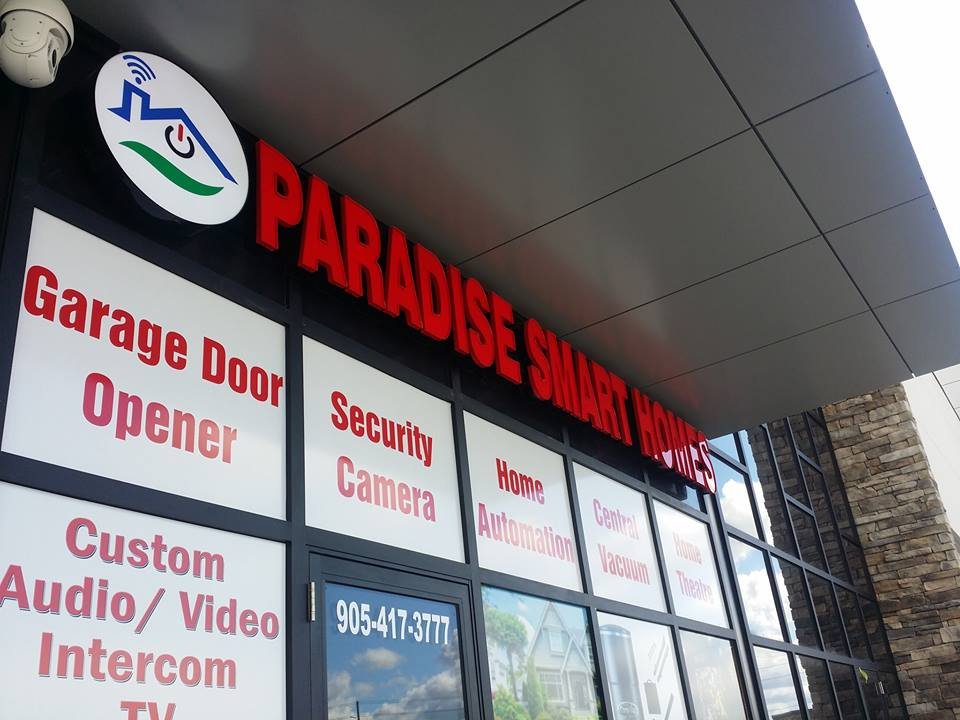 PARADISE SMART HOMES
Garage Door
Opener
Security
Camera
Home
Automation
Central
Vacuum
Home
Theatre
Custom
Audio/ Video
Intercom
TV
905-417-3777